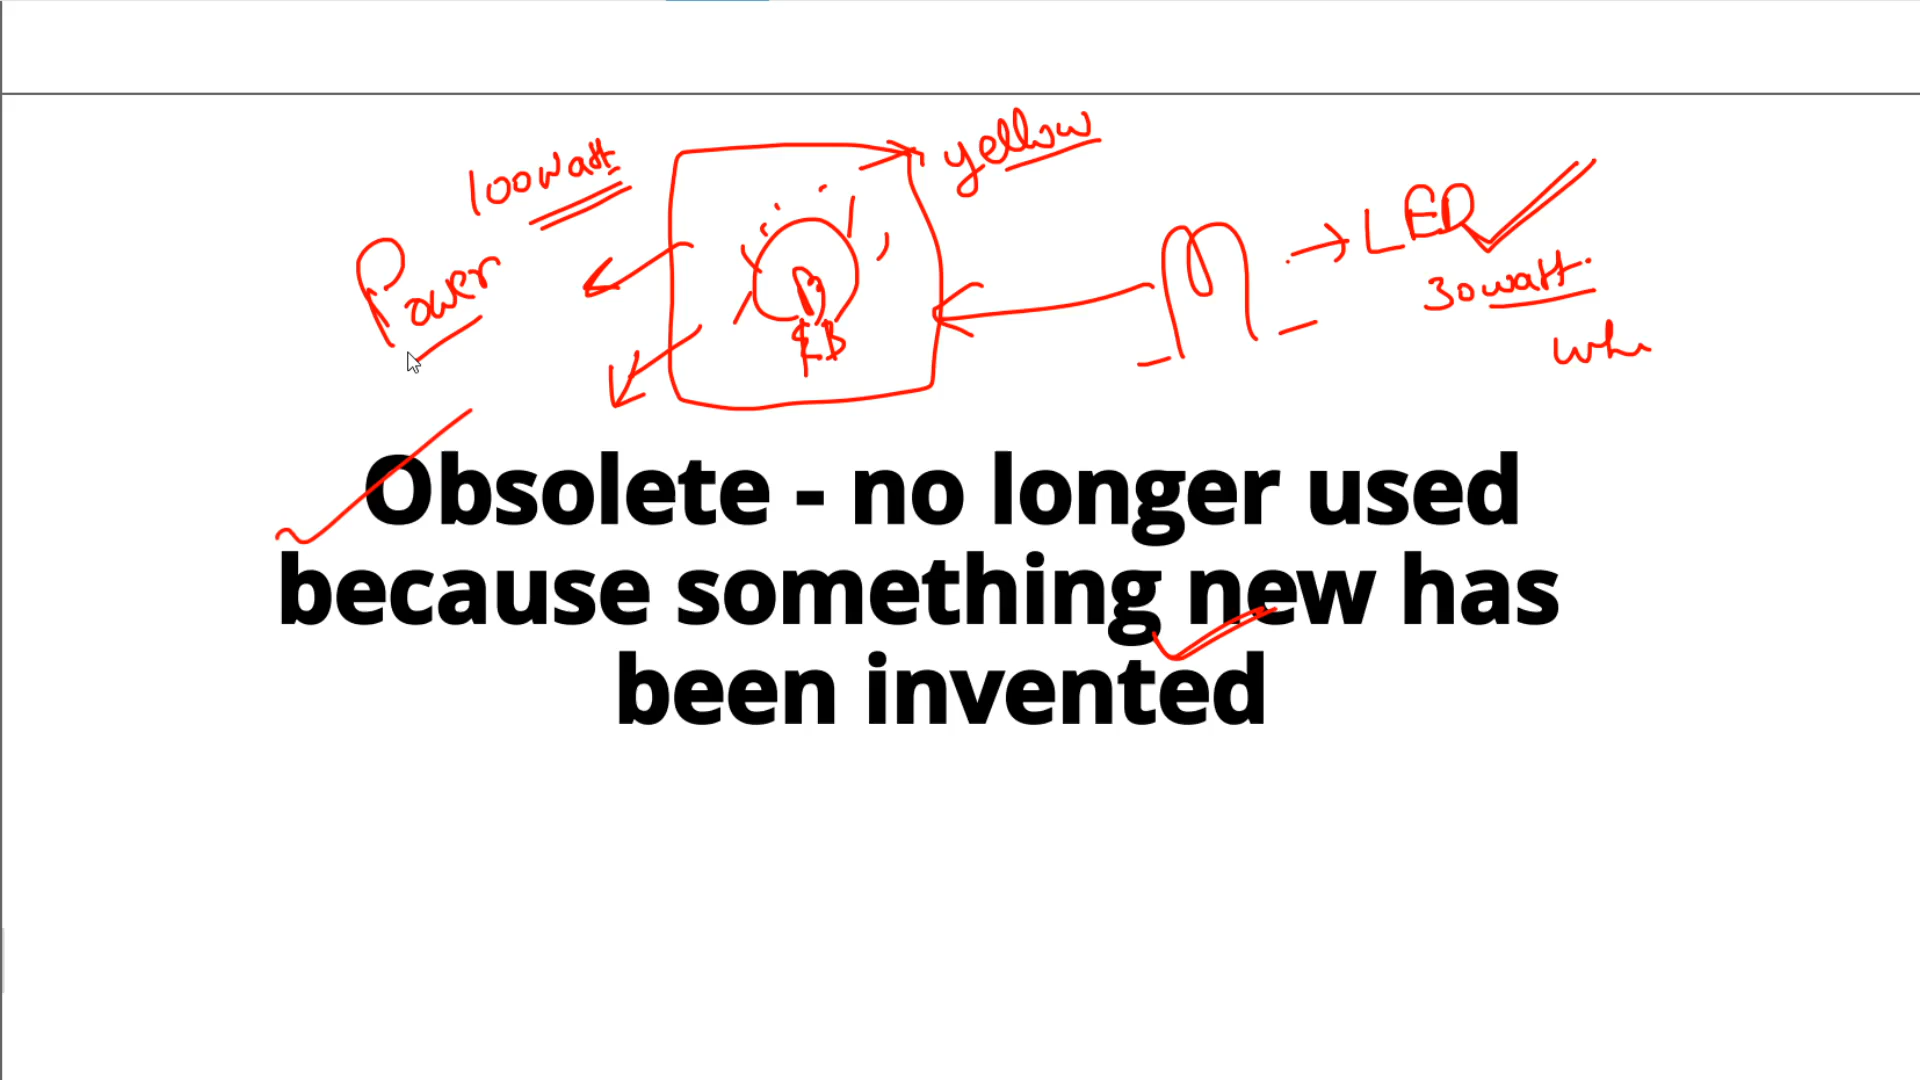 100watt
yellow
Power
LED
30watt.
Obsolete - no longer used
because something new has
been invented